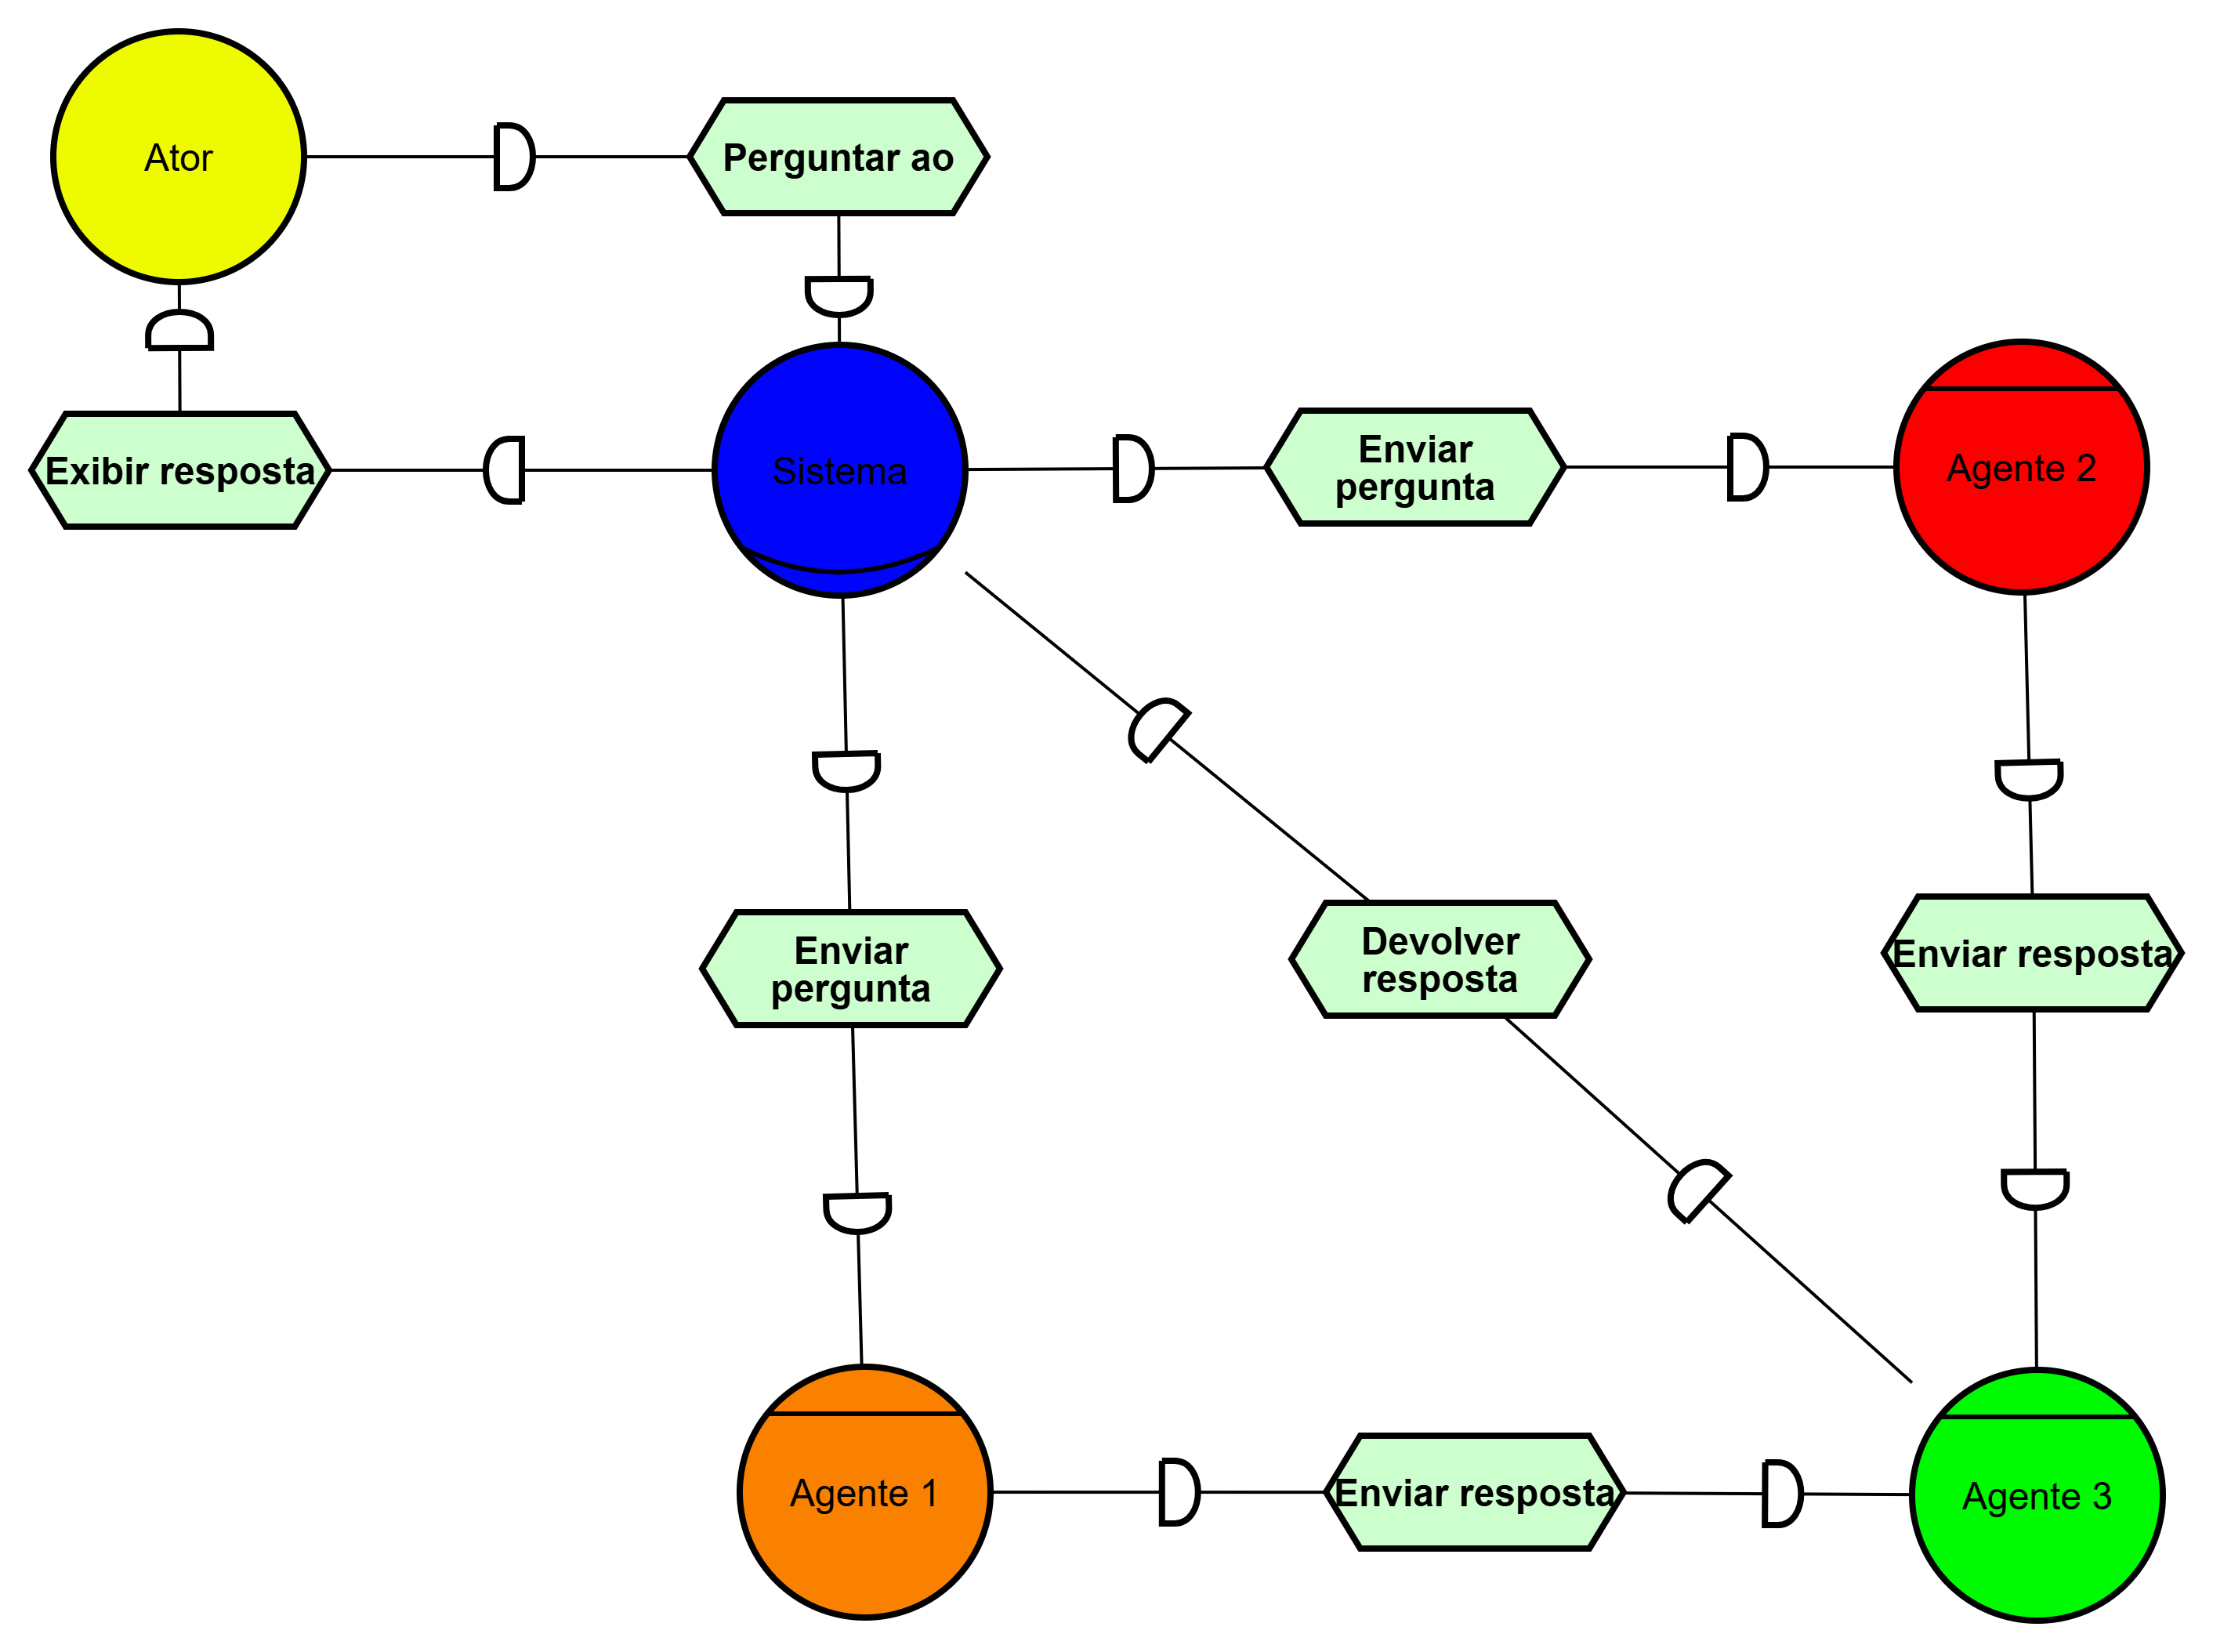 Ator
Perguntar ao
Exibir resposta
Sistema
Enviar
pergunta
Agente 2
Enviar
pergunta
Devolver
resposta
Enviar resposta
Agente 1
Enviar resposta
Agente 3